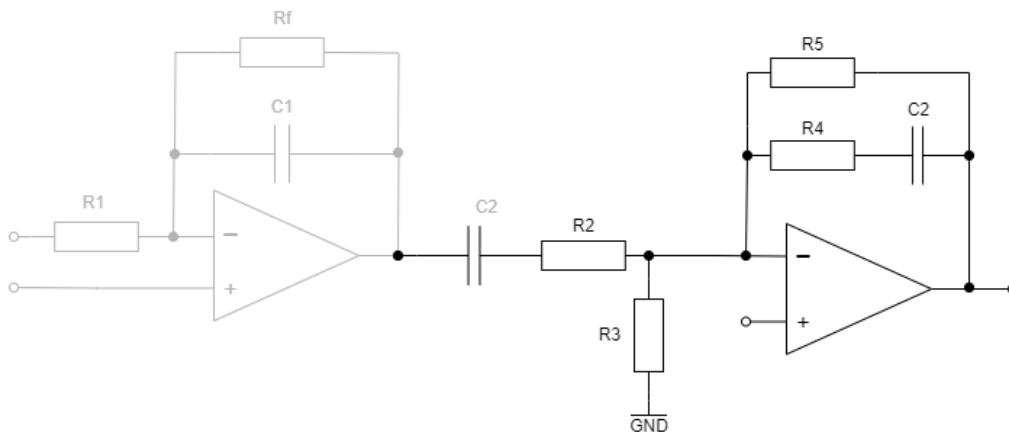 Rf
R5
C1
R4
C2
R1
C2
R2
−
−
+
+
R3
GND